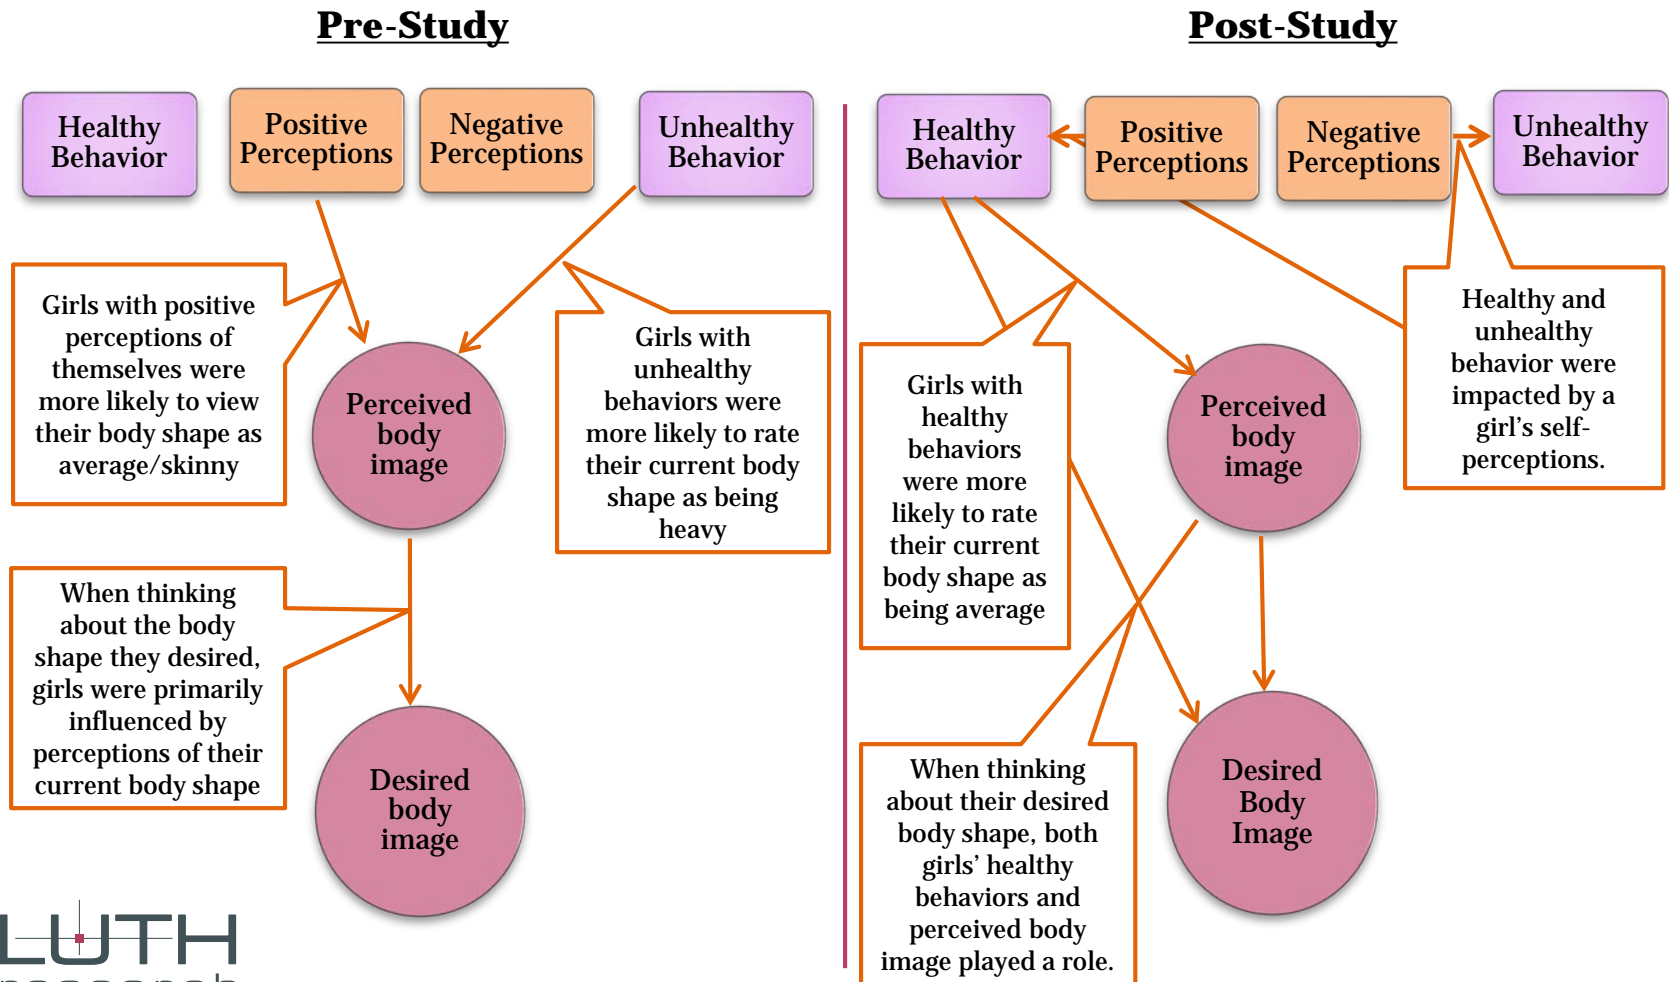 Pre-Study
Healthy
Behavior
Positive
Perceptions
Negative
Perceptions
Unhealthy
Behavior
Girls with positive
perceptions of
themselves were
more likely to view
their body shape as
average/skinny
Perceived
body
image
Girls with
unhealthy
behaviors were
more likely to rate
their current body
shape as being
heavy
When thinking
about the body
shape they desired,
girls were primarily
influenced by
perceptions of their
current body shape
Desired
body
image
Post-Study
Healthy
Behavior
Positive
Perceptions
Negative
Perceptions
Unhealthy
Behavior
Girls with
healthy
behaviors
were more
likely to rate
their current
body shape as
being average
Perceived
body
image
Healthy and
unhealthy
behavior were
impacted by a
girl's self-
perceptions.
When thinking
about their desired
body shape, both
girls' healthy
behaviors and
perceived body
image played a role.
Desired
Body
Image
LUTH